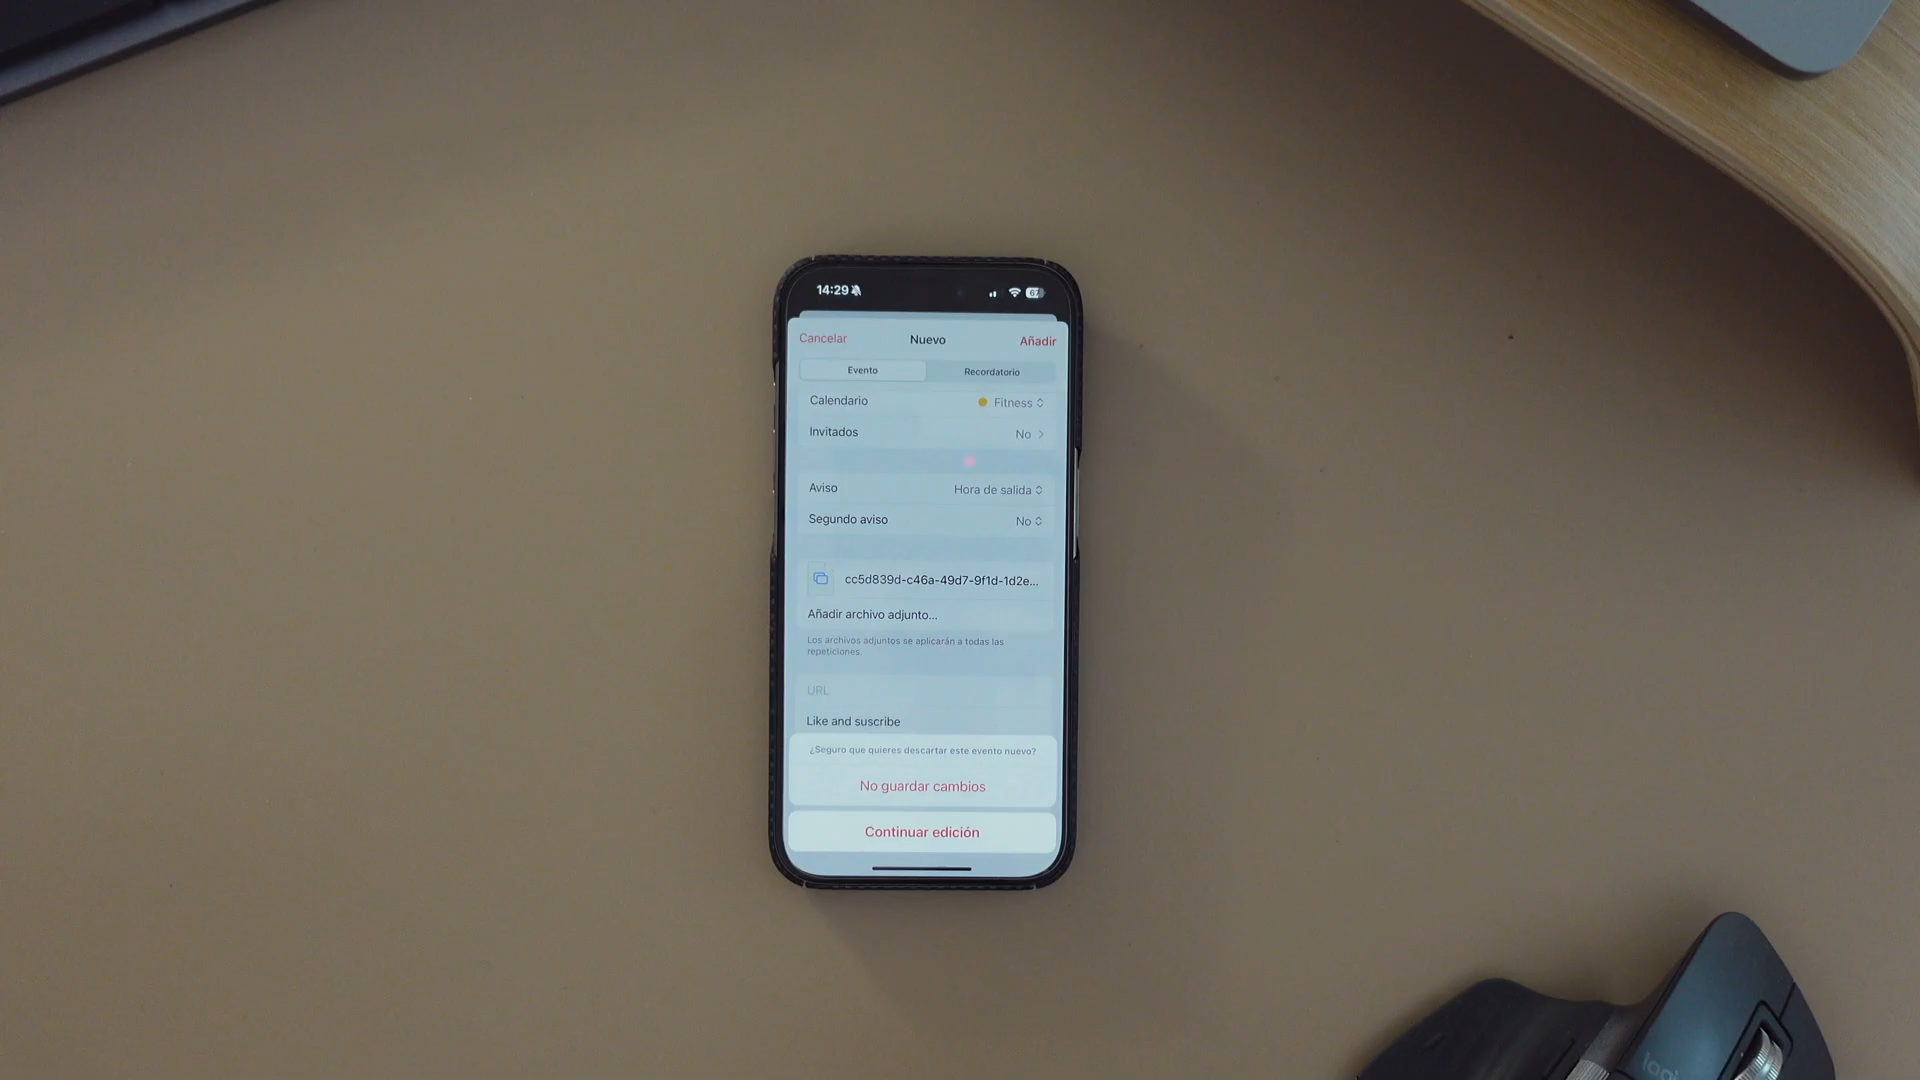 14:29
67
Cancelar
Nuevo
Añadir
Evento
Recordatorio
Calendario
Fitness
Invitados
No
Aviso
Hora de salida
Segundo aviso
No
cc5d839d-c46a-49d7-9f1d-1d2e...
Añadir archivo adjunto...
Los archivos adjuntos se aplicarán a todas las
repeticiones.
URL
Like and suscribe
¿Seguro que quieres descartar este evento nuevo?
No guardar cambios
Continuar edición